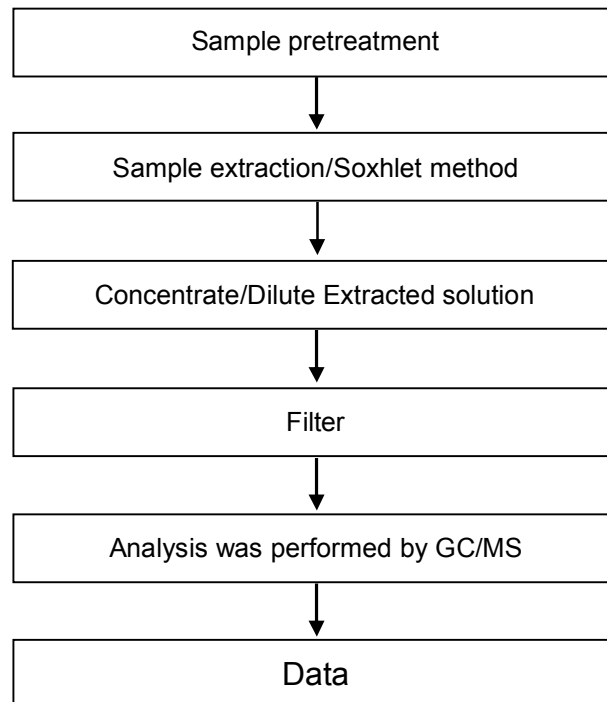 Sample pretreatment
Sample extraction/Soxhlet method
Concentrate/Dilute Extracted solution
Filter
Analysis was performed by GC/MS
Data